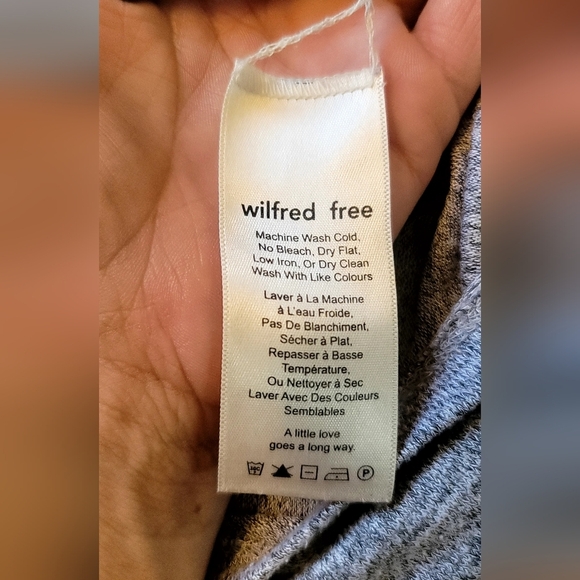 wilfred free
Machine Wash Cold,
No Bleach, Dry Flat,
Low Iron, Or Dry Clean
Wash With Like Colours
Laver à La Machine
à L'eau Froide,
Pas De Blanchiment,
Sécher à Plat,
Repasser à Basse
Température,
Ou Nettoyer à Sec
Laver Avec Des Couleurs
Semblables
A little love
goes a long way.
P